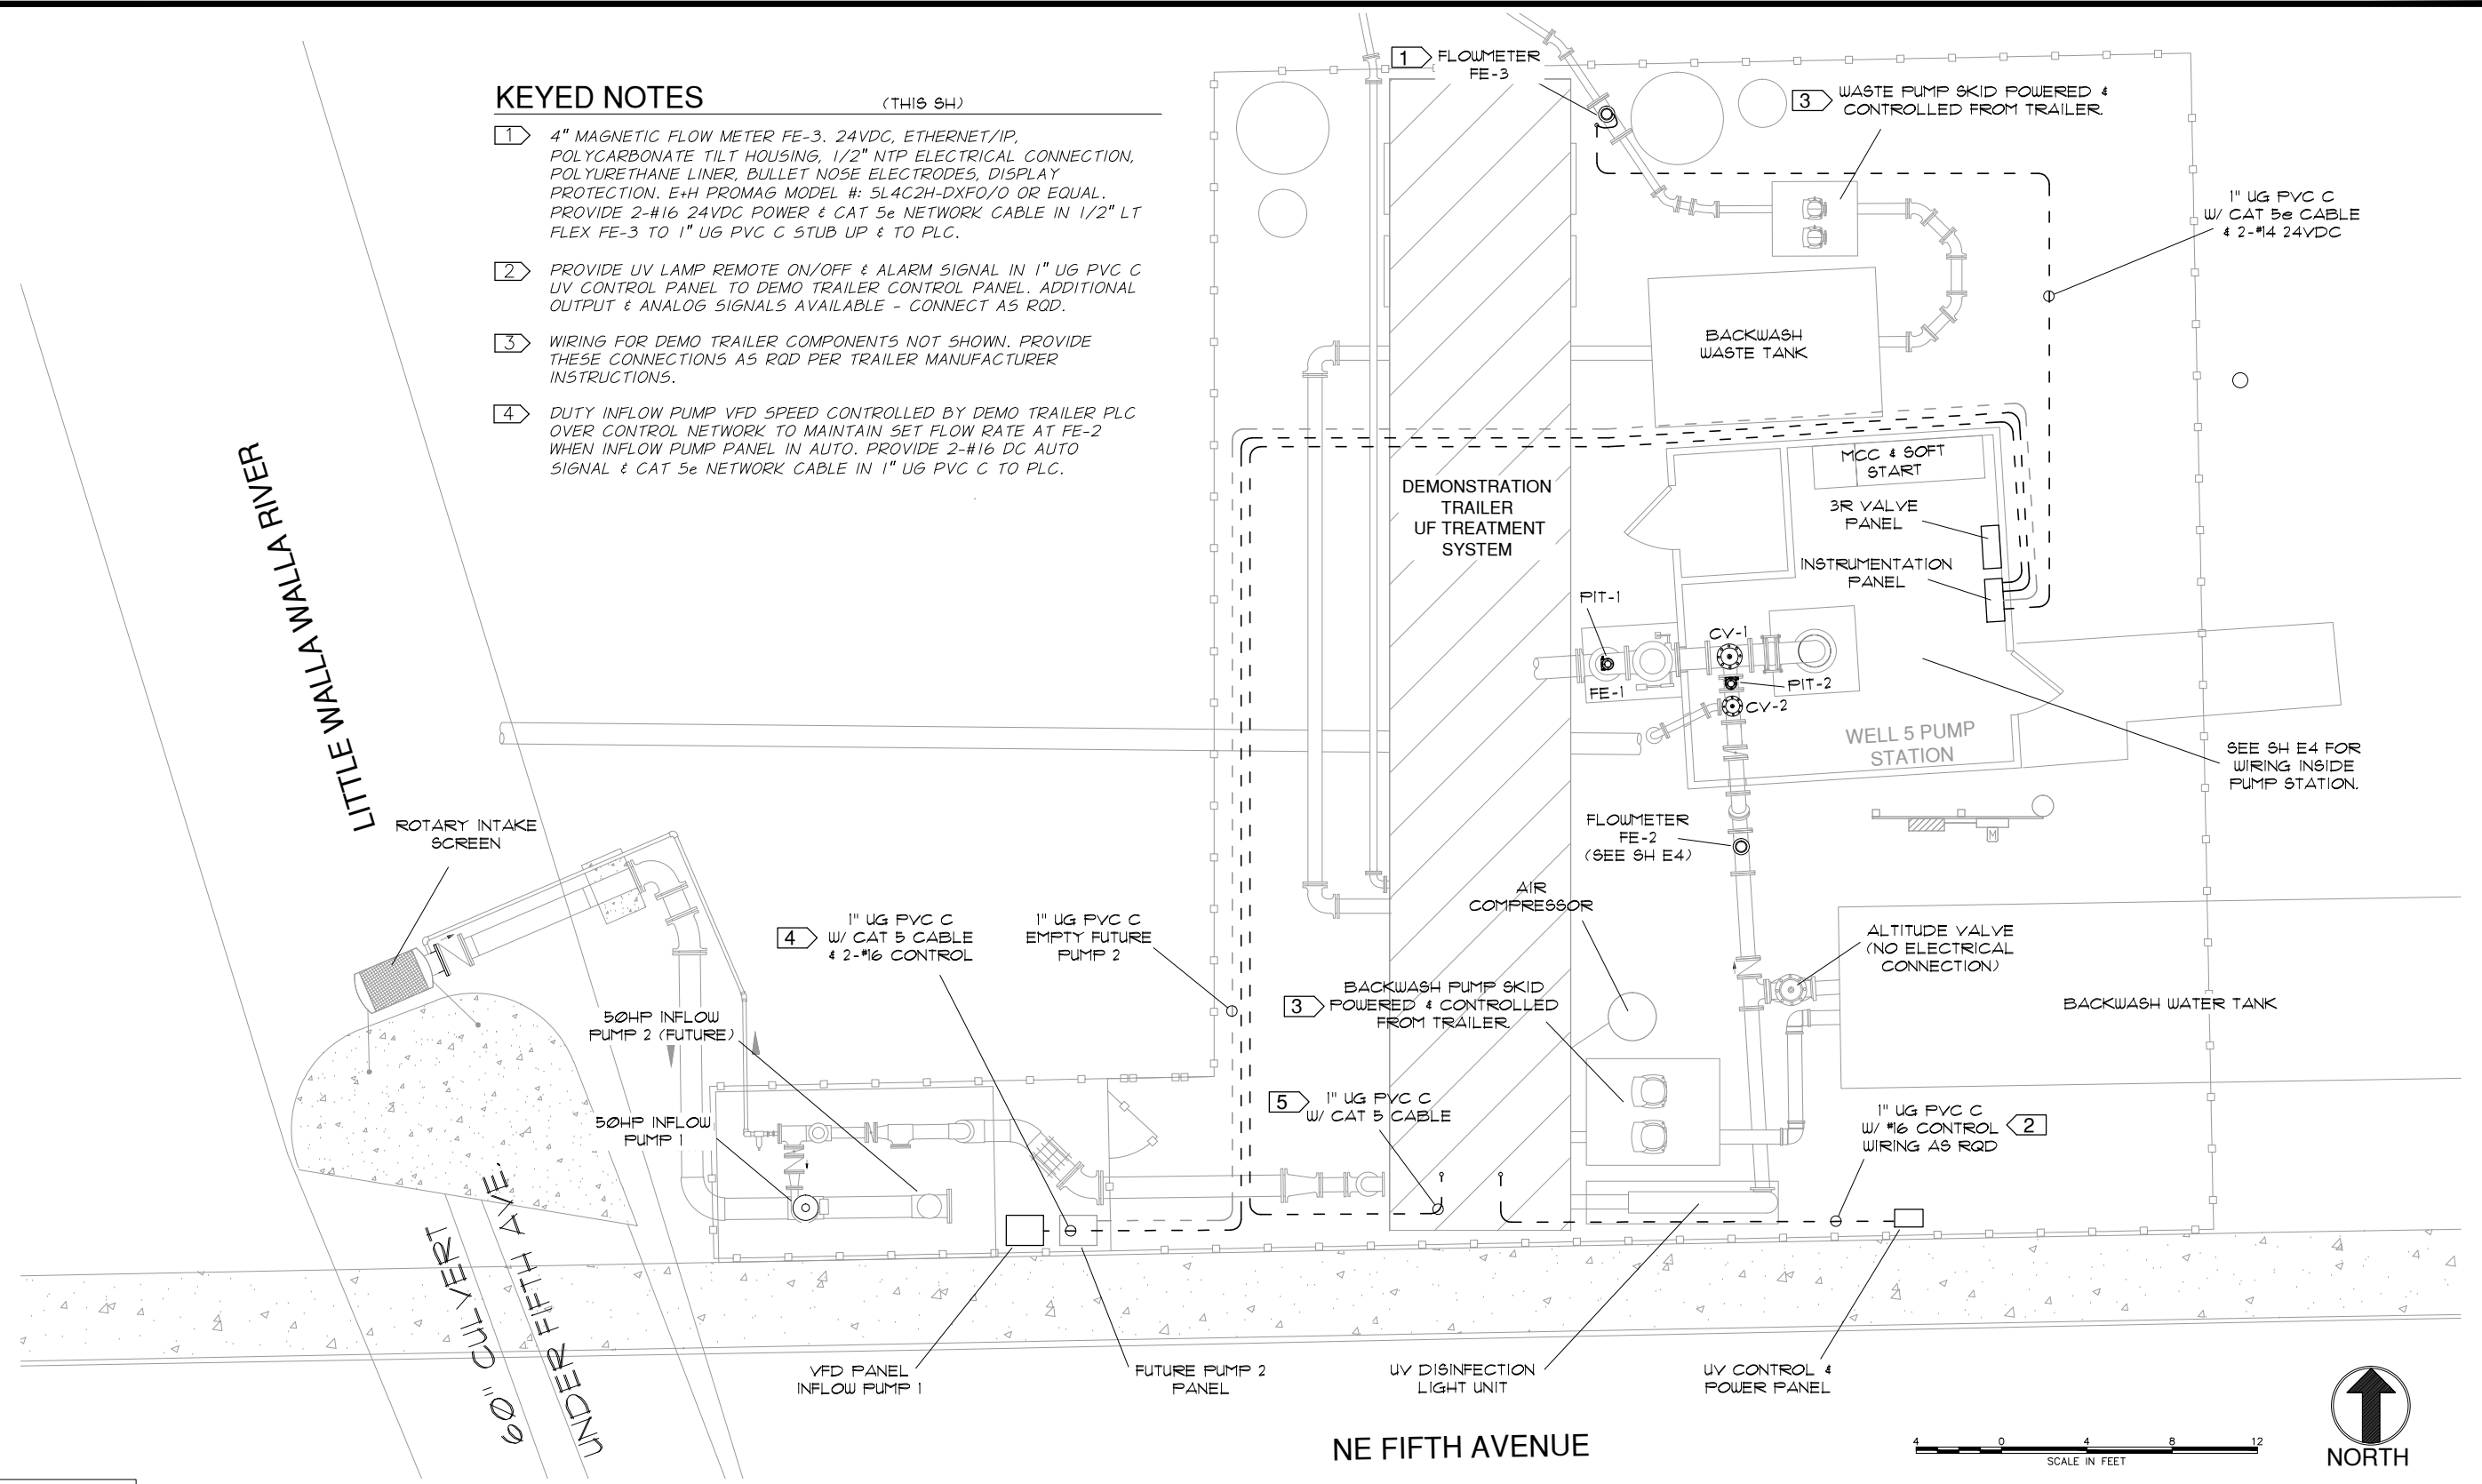 KEYED NOTES (THIS SH)
1 4" MAGNETIC FLOW METER FE-3. 24VDC, ETHERNET/IP,
POLYCARBONATE TILT HOUSING, 1/2" NTP ELECTRICAL CONNECTION,
POLYURETHANE LINER, BULLET NOSE ELECTRODES, DISPLAY
PROTECTION. E+H PROMAG MODEL #: 5L4C2H-DXFO/O OR EQUAL.
PROVIDE 2-#16 24VDC POWER & CAT 5e NETWORK CABLE IN 1/2" LT
FLEX FE-3 TO 1" UG PVC C STUB UP & TO PLC.
2 PROVIDE UV LAMP REMOTE ON/OFF & ALARM SIGNAL IN 1" UG PVC C
UV CONTROL PANEL TO DEMO TRAILER CONTROL PANEL. ADDITIONAL
OUTPUT & ANALOG SIGNALS AVAILABLE - CONNECT AS RQD.
3 WIRING FOR DEMO TRAILER COMPONENTS NOT SHOWN. PROVIDE
THESE CONNECTIONS AS RQD PER TRAILER MANUFACTURER
INSTRUCTIONS.
4 DUTY INFLOW PUMP VFD SPEED CONTROLLED BY DEMO TRAILER PLC
OVER CONTROL NETWORK TO MAINTAIN SET FLOW RATE AT FE-2
WHEN INFLOW PUMP PANEL IN AUTO. PROVIDE 2-#16 DC AUTO
SIGNAL & CAT 5e NETWORK CABLE IN 1" UG PVC C TO PLC.
1 FLOWMETER
FE-3
3 WASTE PUMP SKID POWERED &
CONTROLLED FROM TRAILER.
1" UG PVC C
W/ CAT 5e CABLE
& 2-#14 24VDC
BACKWASH
WASTE TANK
MCC & SOFT
START
3R VALVE
PANEL
INSTRUMENTATION
PANEL
DEMONSTRATION
TRAILER
UF TREATMENT
SYSTEM
PIT-1
CV-1
FE-1
PIT-2
CV-2
WELL 5 PUMP
STATION
SEE SH E4 FOR
WIRING INSIDE
PUMP STATION.
M
FLOWMETER
FE-2
(SEE SH E4)
LITTLE WALLA WALLA RIVER
ROTARY INTAKE
SCREEN
AIR
COMPRESSOR
4 1" UG PVC C
W/ CAT 5 CABLE
& 2-#16 CONTROL
1" UG PVC C
EMPTY FUTURE
PUMP 2
ALTITUDE VALVE
(NO ELECTRICAL
CONNECTION)
3 BACKWASH PUMP SKID
POWERED & CONTROLLED
FROM TRAILER.
BACKWASH WATER TANK
50HP INFLOW
PUMP 2 (FUTURE)
50HP INFLOW
PUMP 1
5 1" UG PVC C
W/ CAT 5 CABLE
1" UG PVC C
W/ #16 CONTROL 2
WIRING AS RQD
60" CULVERT
UNDER FIFTH AVE.
VFD PANEL
INFLOW PUMP 1
FUTURE PUMP 2
PANEL
UV DISINFECTION
LIGHT UNIT
UV CONTROL &
POWER PANEL
NE FIFTH AVENUE
4 0 4 8 12
SCALE IN FEET
NORTH